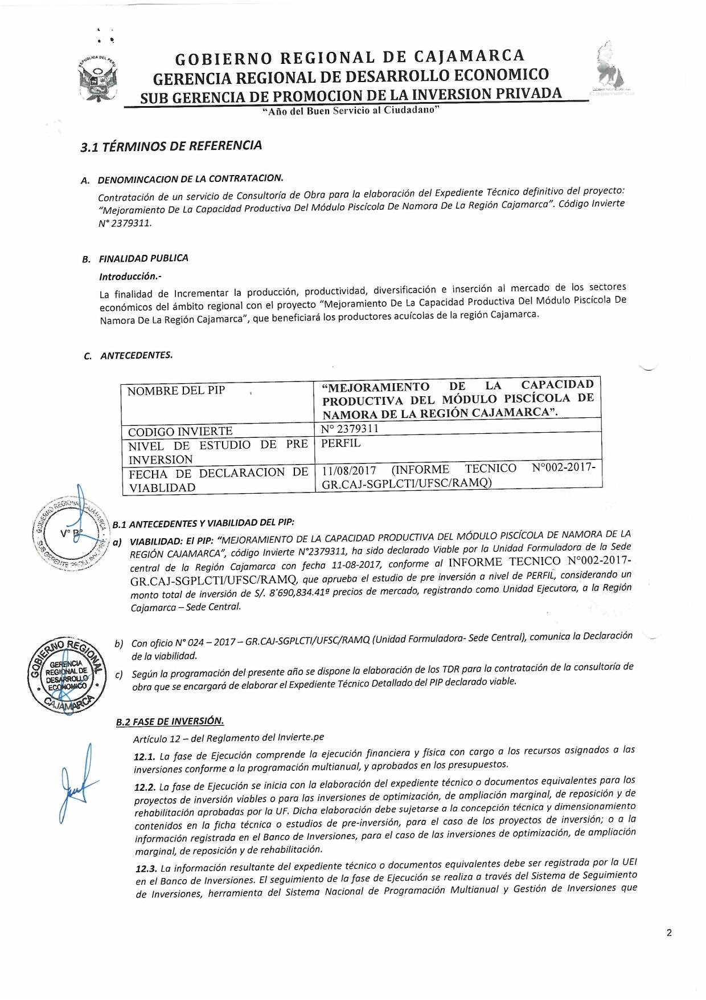 REPUBLICA DEL PERU
GOBIERNO REGIONAL DE CAJAMARCA
GERENCIA REGIONAL DE DESARROLLO ECONOMICO
SUB GERENCIA DE PROMOCION DE LA INVERSION PRIVADA
“Año del Buen Servicio al Ciudadano”
Cajamarca
3.1 TÉRMINOS DE REFERENCIA
A. DENOMINCACION DE LA CONTRATACION.
Contratación de un servicio de Consultoría de Obra para la elaboración del Expediente Técnico definitivo del proyecto:
“Mejoramiento De La Capacidad Productiva Del Módulo Piscícola De Namora De La Región Cajamarca”. Código Invierte
N° 2379311.
B. FINALIDAD PUBLICA
Introducción.-
La finalidad de Incrementar la producción, productividad, diversificación e inserción al mercado de los sectores
económicos del ámbito regional con el proyecto “Mejoramiento De La Capacidad Productiva Del Módulo Piscícola De
Namora De La Región Cajamarca”, que beneficiará los productores acuícolas de la región Cajamarca.
C. ANTECEDENTES.
NOMBRE DEL PIP
“MEJORAMIENTO DE LA CAPACIDAD
PRODUCTIVA DEL MÓDULO PISCÍCOLA DE
NAMORA DE LA REGIÓN CAJAMARCA”.
CODIGO INVIERTE
N° 2379311
NIVEL DE ESTUDIO DE PRE
INVERSION
PERFIL
FECHA DE DECLARACION DE
VIABLIDAD
11/08/2017 (INFORME TECNICO N°002-2017-
GR.CAJ-SGPLCTI/UFSC/RAMQ)
GOBIERNO REGIONAL CAJAMARCA
V° B°
B.1 ANTECEDENTES Y VIABILIDAD DEL PIP:
a) VIABILIDAD: El PIP: “MEJORAMIENTO DE LA CAPACIDAD PRODUCTIVA DEL MÓDULO PISCÍCOLA DE NAMORA DE LA
REGIÓN CAJAMARCA”, código Invierte N°2379311, ha sido declarado Viable por la Unidad Formuladora de la Sede
central de la Región Cajamarca con fecha 11-08-2017, conforme al INFORME TECNICO N°002-2017-
GR.CAJ-SGPLCTI/UFSC/RAMQ, que aprueba el estudio de pre inversión a nivel de PERFIL, considerando un
monto total de inversión de S/. 8´690,834.41ª precios de mercado, registrando como Unidad Ejecutora, a la Región
Cajamarca – Sede Central.
b) Con oficio N° 024 – 2017 – GR.CAJ-SGPLCTI/UFSC/RAMQ (Unidad Formuladora- Sede Central), comunica la Declaración
de la viabilidad.
c) Según la programación del presente año se dispone la elaboración de los TDR para la contratación de la consultoría de
obra que se encargará de elaborar el Expediente Técnico Detallado del PIP declarado viable.
GOBIERNO REGIONAL
GERENCIA
REGIONAL DE
DESARROLLO
ECONOMICO
CAJAMARCA
B.2 FASE DE INVERSIÓN.
Artículo 12 – del Reglamento del Invierte.pe
12.1. La fase de Ejecución comprende la ejecución financiera y física con cargo a los recursos asignados a las
inversiones conforme a la programación multianual, y aprobados en los presupuestos.
12.2. La fase de Ejecución se inicia con la elaboración del expediente técnico o documentos equivalentes para los
proyectos de inversión viables o para las inversiones de optimización, de ampliación marginal, de reposición y de
rehabilitación aprobadas por la UF. Dicha elaboración debe sujetarse a la concepción técnica y dimensionamiento
contenidos en la ficha técnica o estudios de pre-inversión, para el caso de los proyectos de inversión; o a la
información registrada en el Banco de Inversiones, para el caso de las inversiones de optimización, de ampliación
marginal, de reposición y de rehabilitación.
12.3. La información resultante del expediente técnico o documentos equivalentes debe ser registrada por la UEI
en el Banco de Inversiones. El seguimiento de la fase de Ejecución se realiza a través del Sistema de Seguimiento
de Inversiones, herramienta del Sistema Nacional de Programación Multianual y Gestión de Inversiones que
2